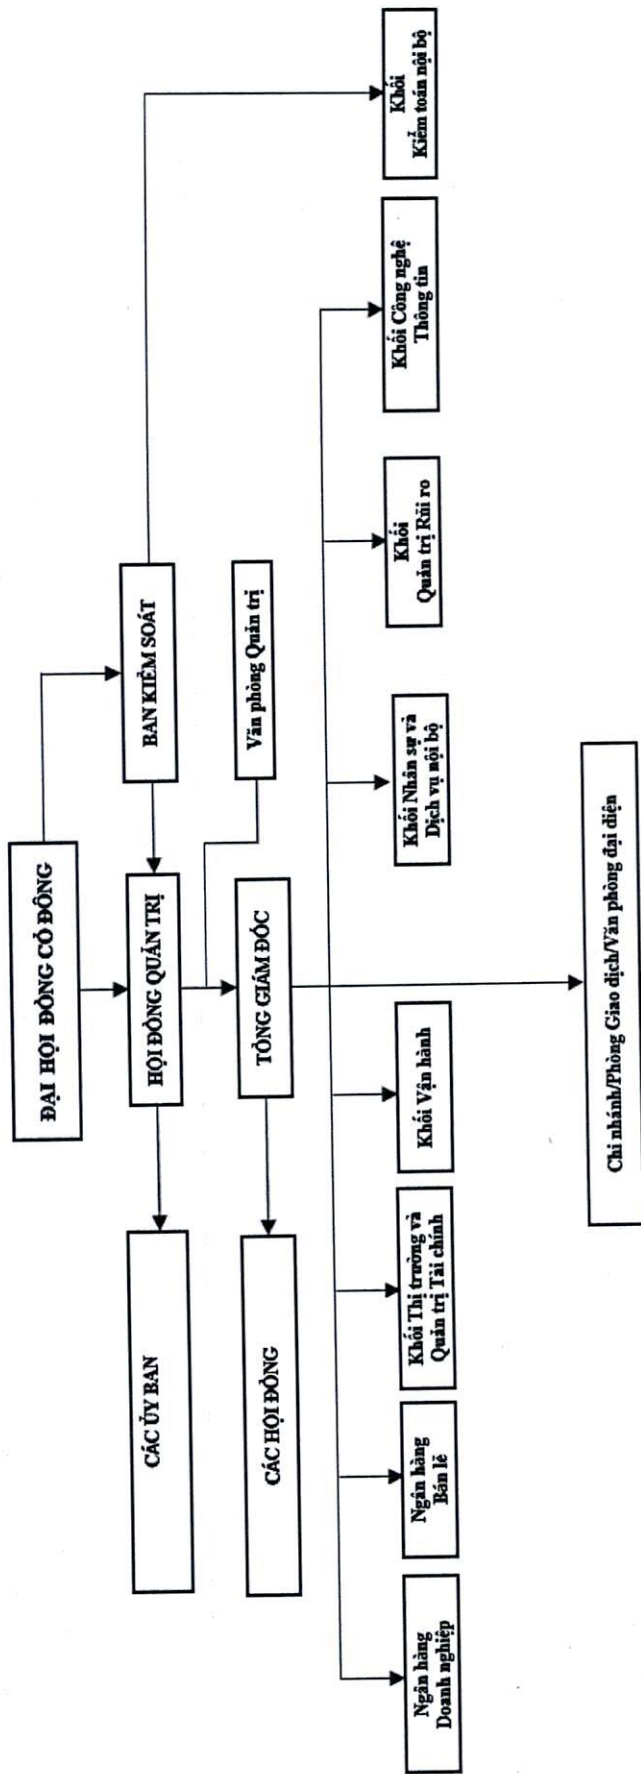 ĐẠI HỘI ĐỒNG CỔ ĐÔNG
BAN KIỂM SOÁT
HỘI ĐỒNG QUẢN TRỊ
CÁC ỦY BAN
Văn phòng Quản trị
TỔNG GIÁM ĐỐC
CÁC HỘI ĐỒNG
Ngân hàng
Doanh nghiệp
Ngân hàng
Bán lẻ
Khối Thị trường và
Quản trị Tài chính
Khối Vận hành
Khối Nhân sự và
Dịch vụ nội bộ
Khối
Quản trị Rủi ro
Khối Công nghệ
Thông tin
Khối
Kiểm toán nội bộ
Chi nhánh/Phòng Giao dịch/Văn phòng đại diện